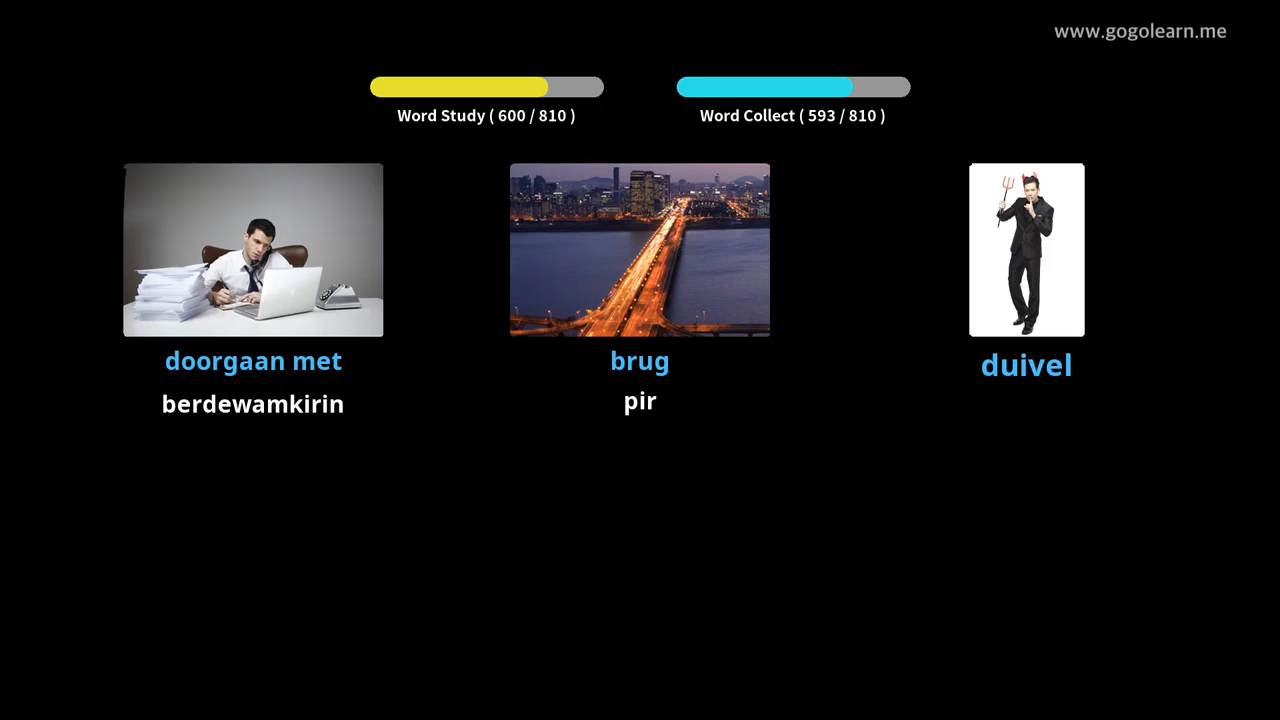 www.gogolearn.me
Word Study ( 600 / 810 )
Word Collect ( 593 / 810 )
doorgaan met
berdewamkirin
brug
pir
duivel